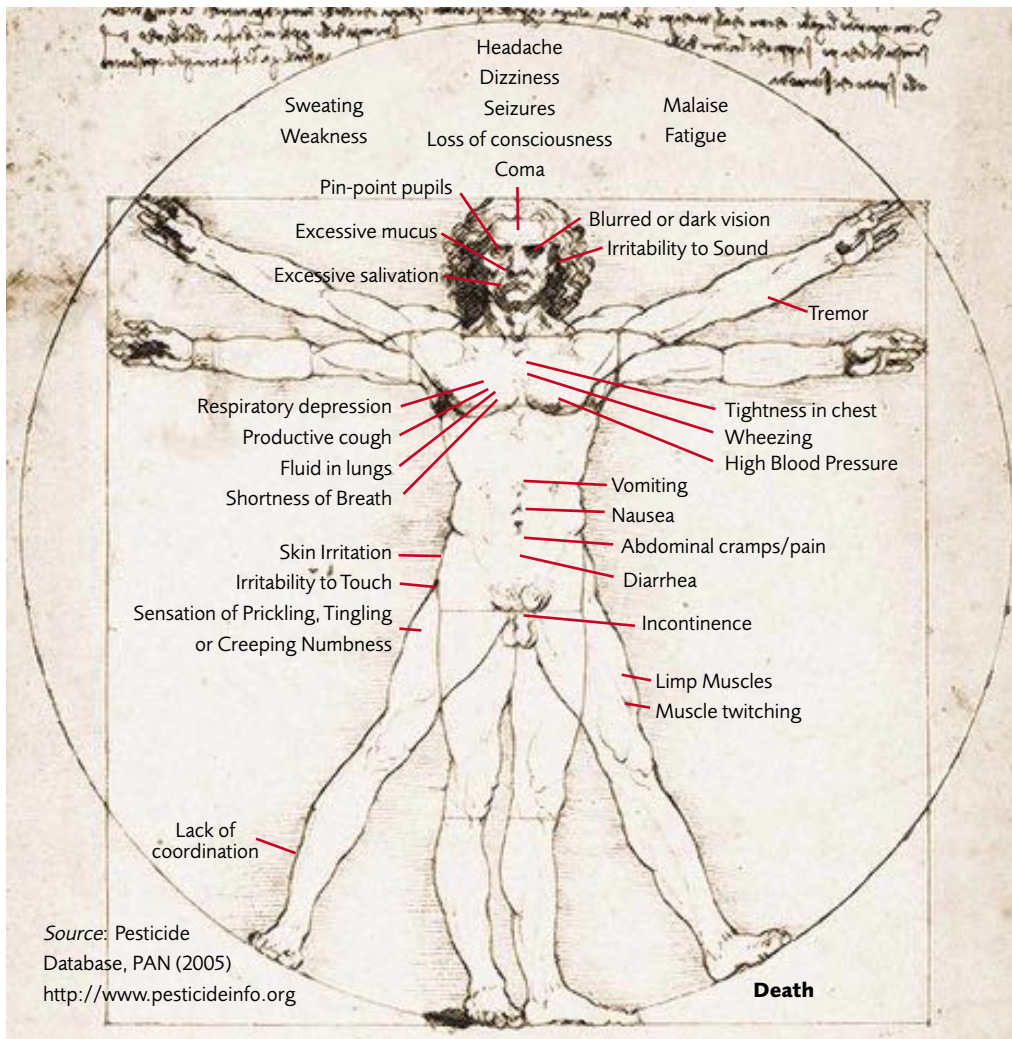 Headache
Dizziness
Seizures
Loss of consciousness
Coma
Sweating
Weakness
Malaise
Fatigue
Pin-point pupils
Excessive mucus
Excessive salivation
Blurred or dark vision
Irritability to Sound
Tremor
Respiratory depression
Productive cough
Fluid in lungs
Shortness of Breath
Tightness in chest
Wheezing
High Blood Pressure
Vomiting
Nausea
Abdominal cramps/pain
Diarrhea
Skin Irritation
Irritability to Touch
Sensation of Prickling, Tingling
or Creeping Numbness
Incontinence
Limp Muscles
Muscle twitching
Lack of
coordination
Source: Pesticide
Database, PAN (2005)
http://www.pesticideinfo.org
Death